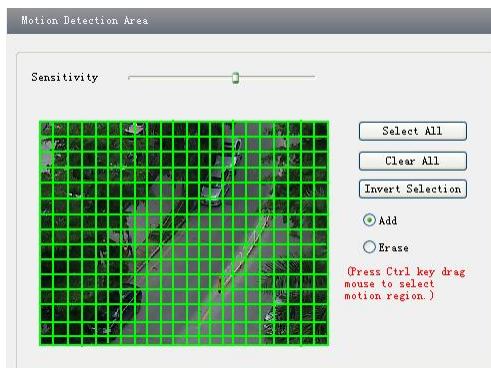 Motion Detection Area
Sensitivity
Select All
Clear All
Invert Selection
Add
Erase
(Press Ctrl key drag
mouse to select
motion region.)